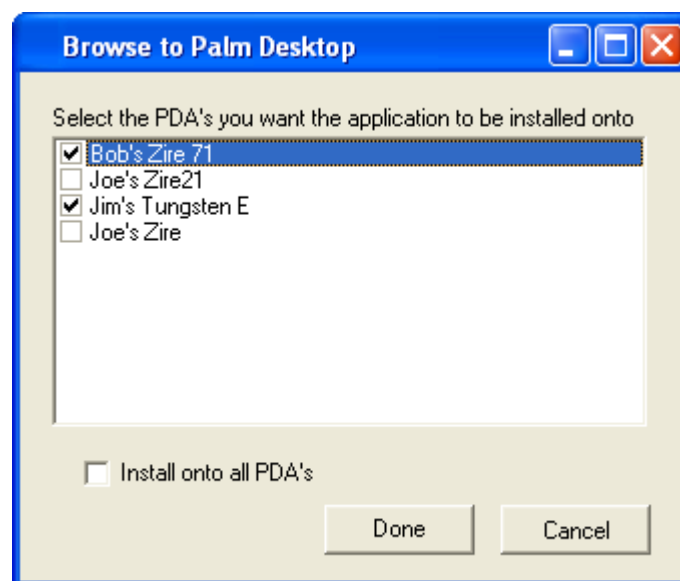 Browse to Palm Desktop
Select the PDA's you want the application to be installed onto
Bob's Zire 71
Joe's Zire21
Jim's Tungsten E
Joe's Zire
Install onto all PDA's
Done Cancel